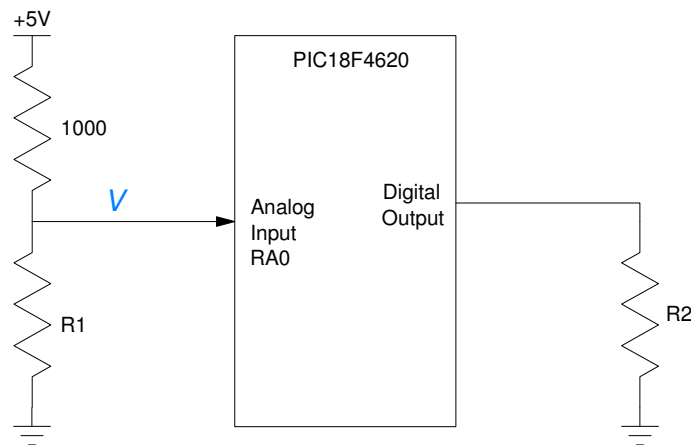 +5V
PIC18F4620
1000
V
Analog
Input
RA0
Digital
Output
R1
R2